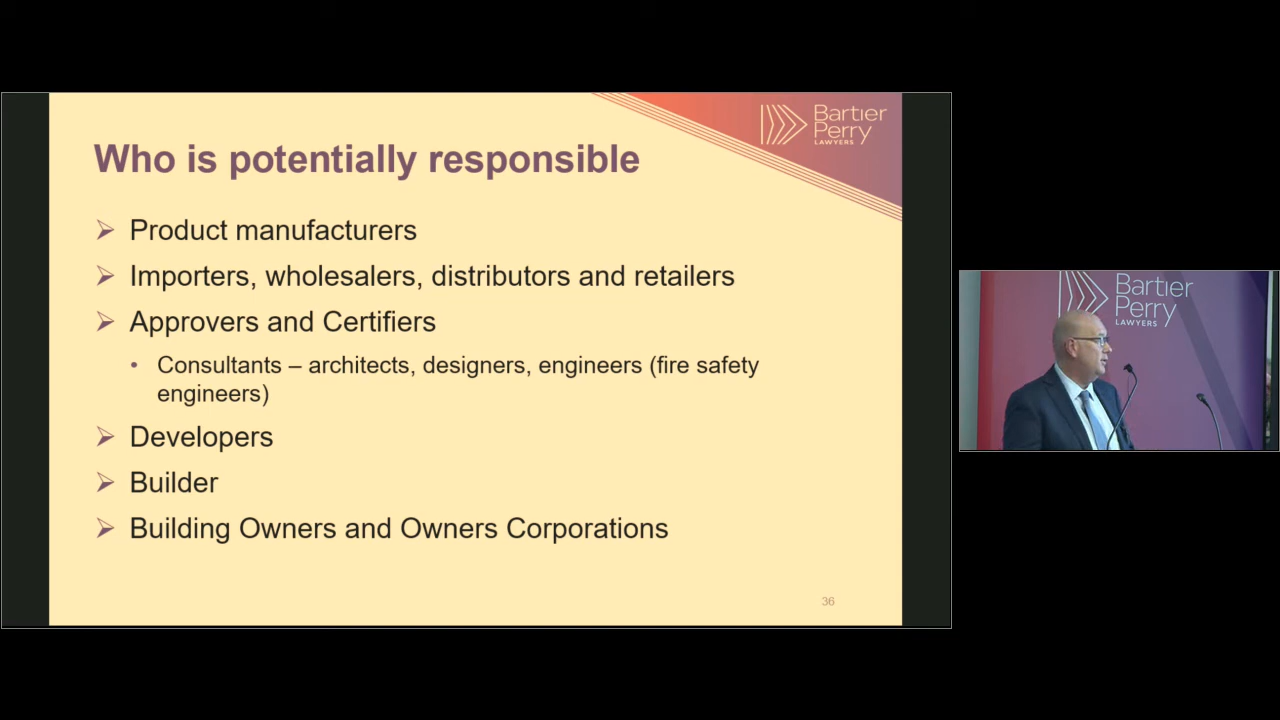 Bartier
Perry
LAWYERS
Who is potentially responsible
Product manufacturers
Importers, wholesalers, distributors and retailers
Approvers and Certifiers
Consultants – architects, designers, engineers (fire safety
engineers)
Developers
Builder
Building Owners and Owners Corporations
36
Bartier
Perry
LAWYERS